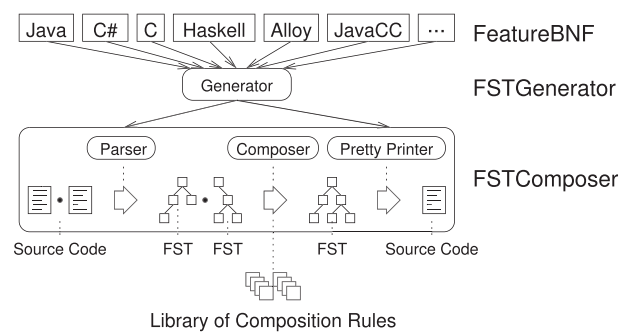 Java C# C Haskell Alloy JavaCC ... FeatureBNF
Generator FSTGenerator
Parser Composer Pretty Printer
FSTComposer
Source Code FST FST FST Source Code
Library of Composition Rules